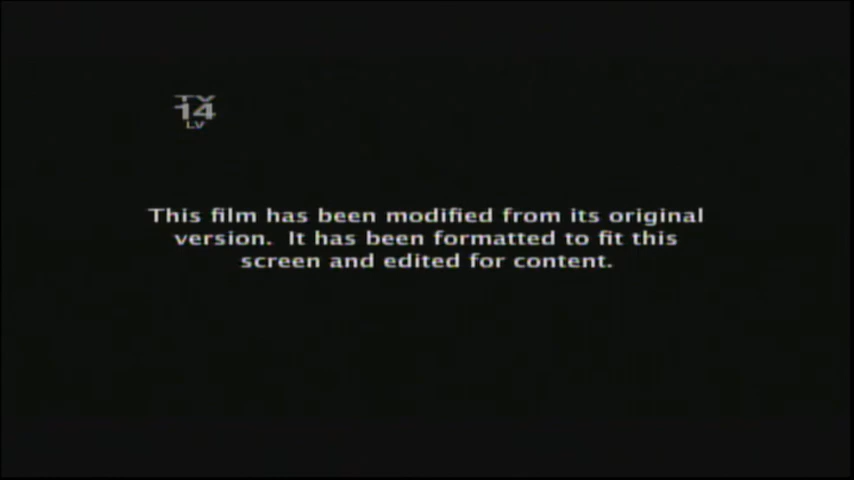 TV
14
LV
This film has been modified from its original
version. It has been formatted to fit this
screen and edited for content.